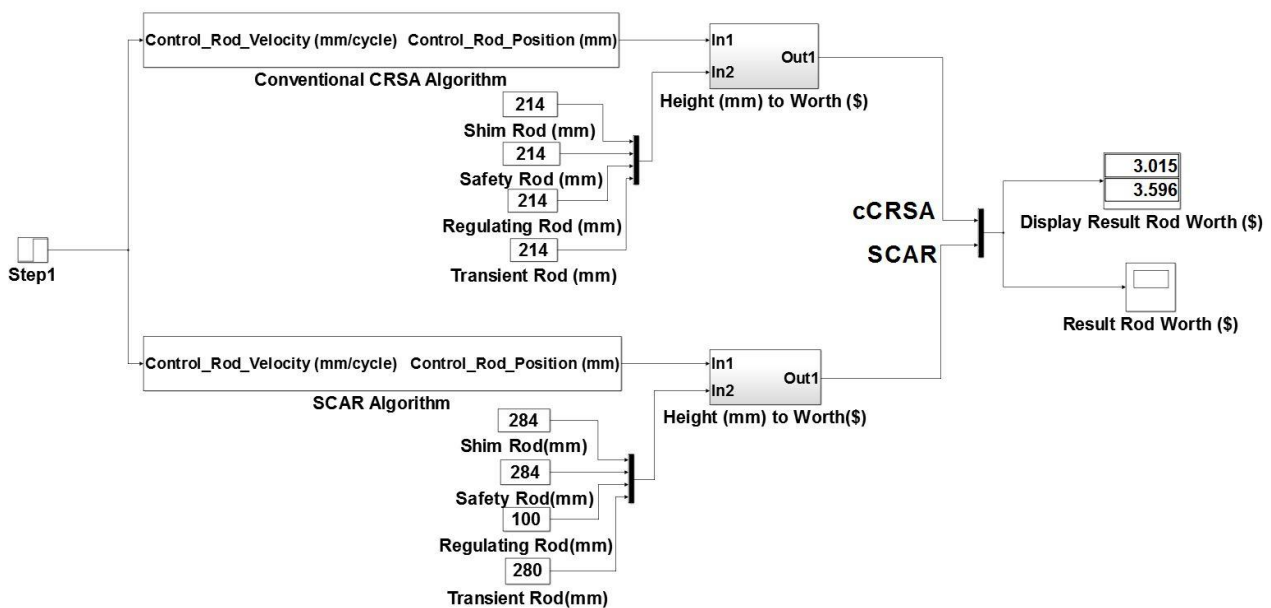 Control_Rod_Velocity (mm/cycle) Control_Rod_Position (mm)
Conventional CRSA Algorithm
In1
In2
Out1
Height (mm) to Worth ($)
214
Shim Rod (mm)
214
Safety Rod (mm)
214
Regulating Rod (mm)
214
Transient Rod (mm)
Step1
cCRSA
SCAR
3.015
3.596
Display Result Rod Worth ($)
Result Rod Worth ($)
Control_Rod_Velocity (mm/cycle) Control_Rod_Position (mm)
SCAR Algorithm
In1
In2
Out1
Height (mm) to Worth($)
284
Shim Rod(mm)
284
Safety Rod(mm)
100
Regulating Rod(mm)
280
Transient Rod(mm)